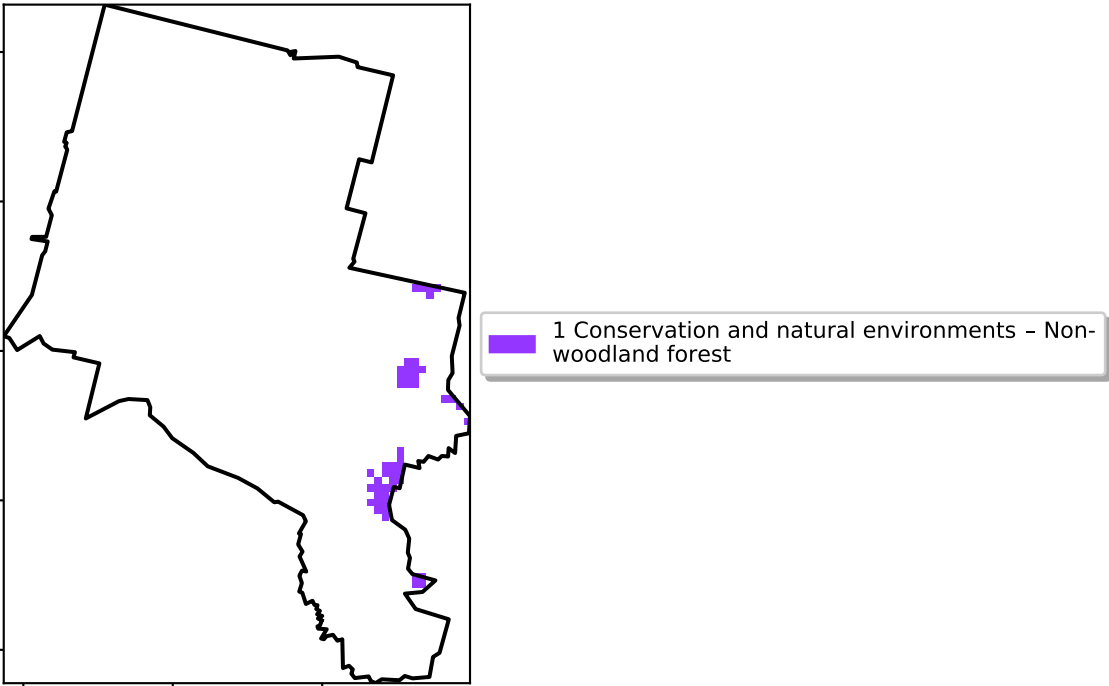 1 Conservation and natural environments – Non-
woodland forest